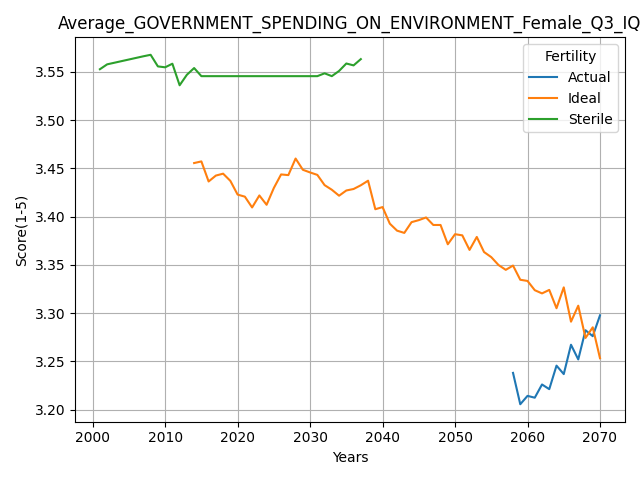 Average_GOVERNMENT_SPENDING_ON_ENVIRONMENT_Female_Q3_IQ
Fertility
Actual
Ideal
Sterile
Score(1-5)
3.55
3.50
3.45
3.40
3.35
3.30
3.25
3.20
2000 2010 2020 2030 2040 2050 2060 2070
Years